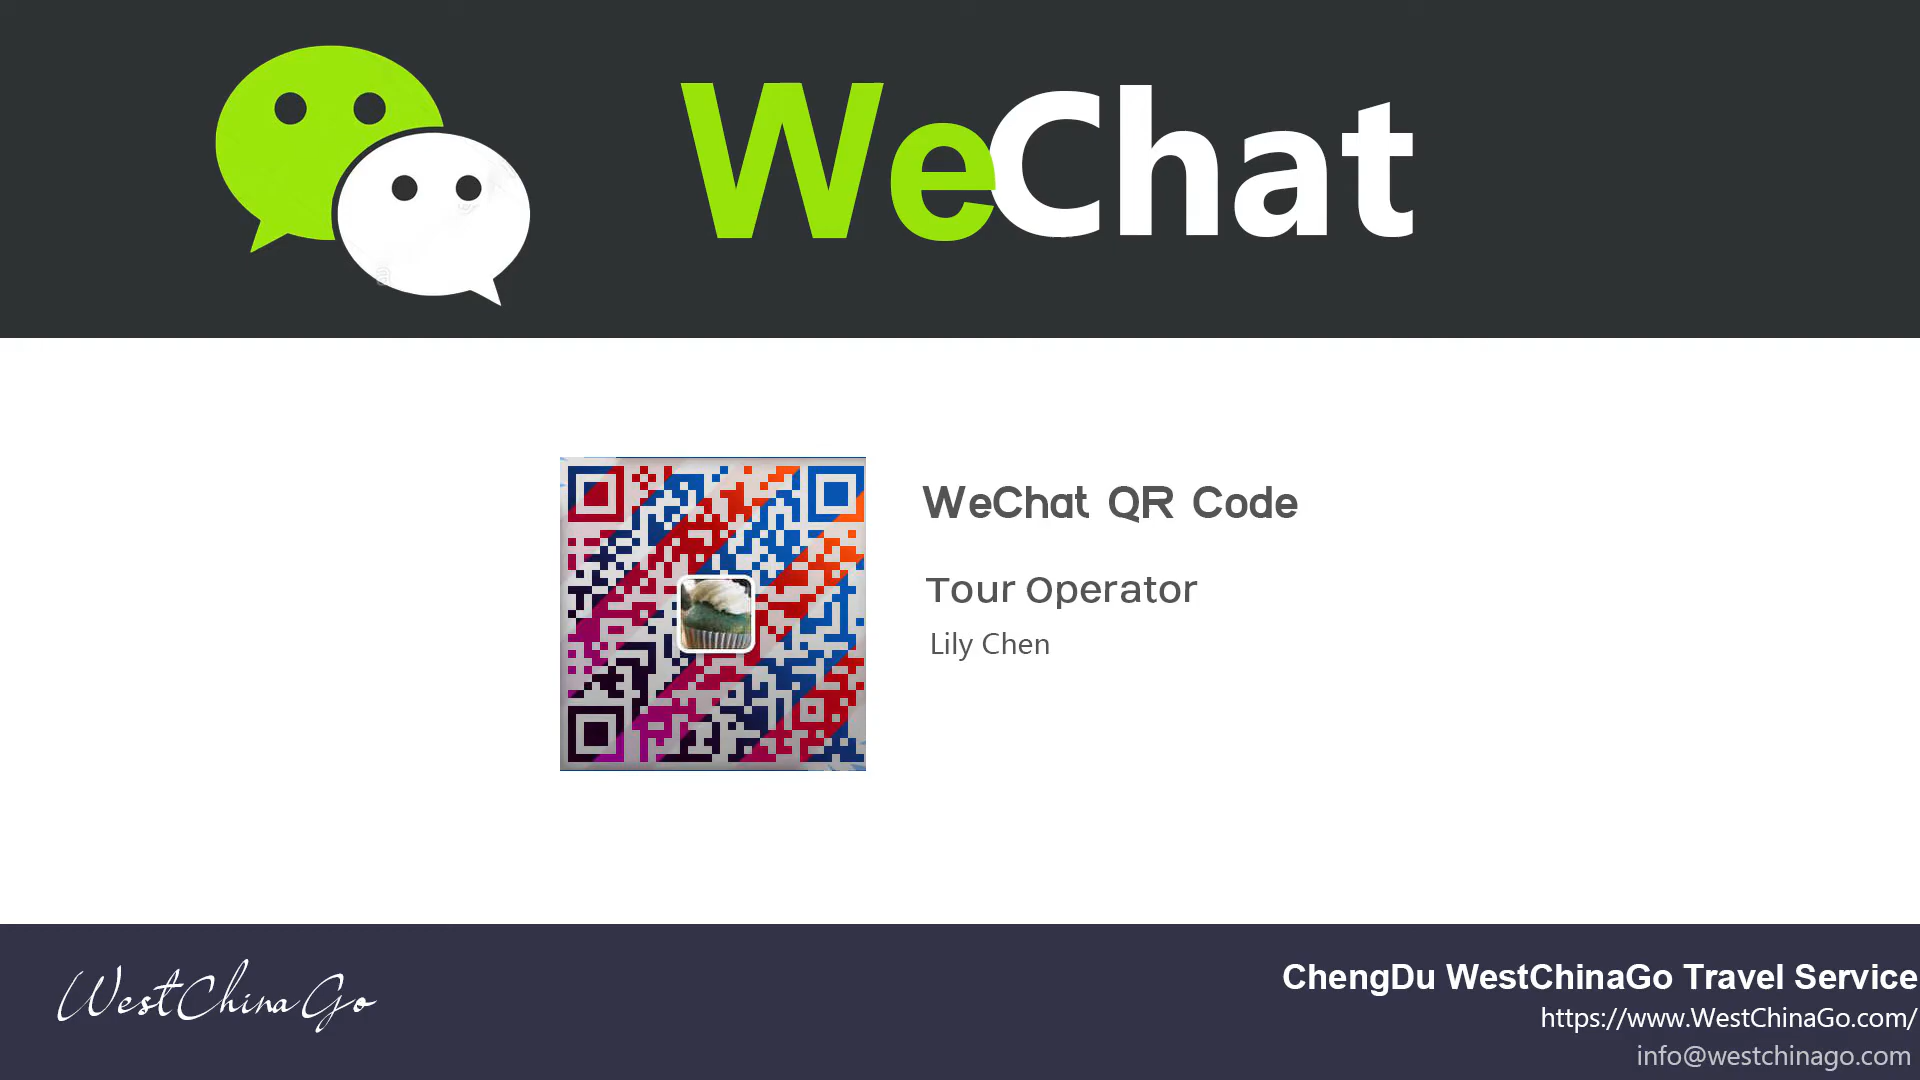 WeChat
WeChat QR Code
Tour Operator
Lily Chen
WestChinaGo
ChengDu WestChinaGo Travel Service
https://www.WestChinaGo.com/
info@westchinago.com